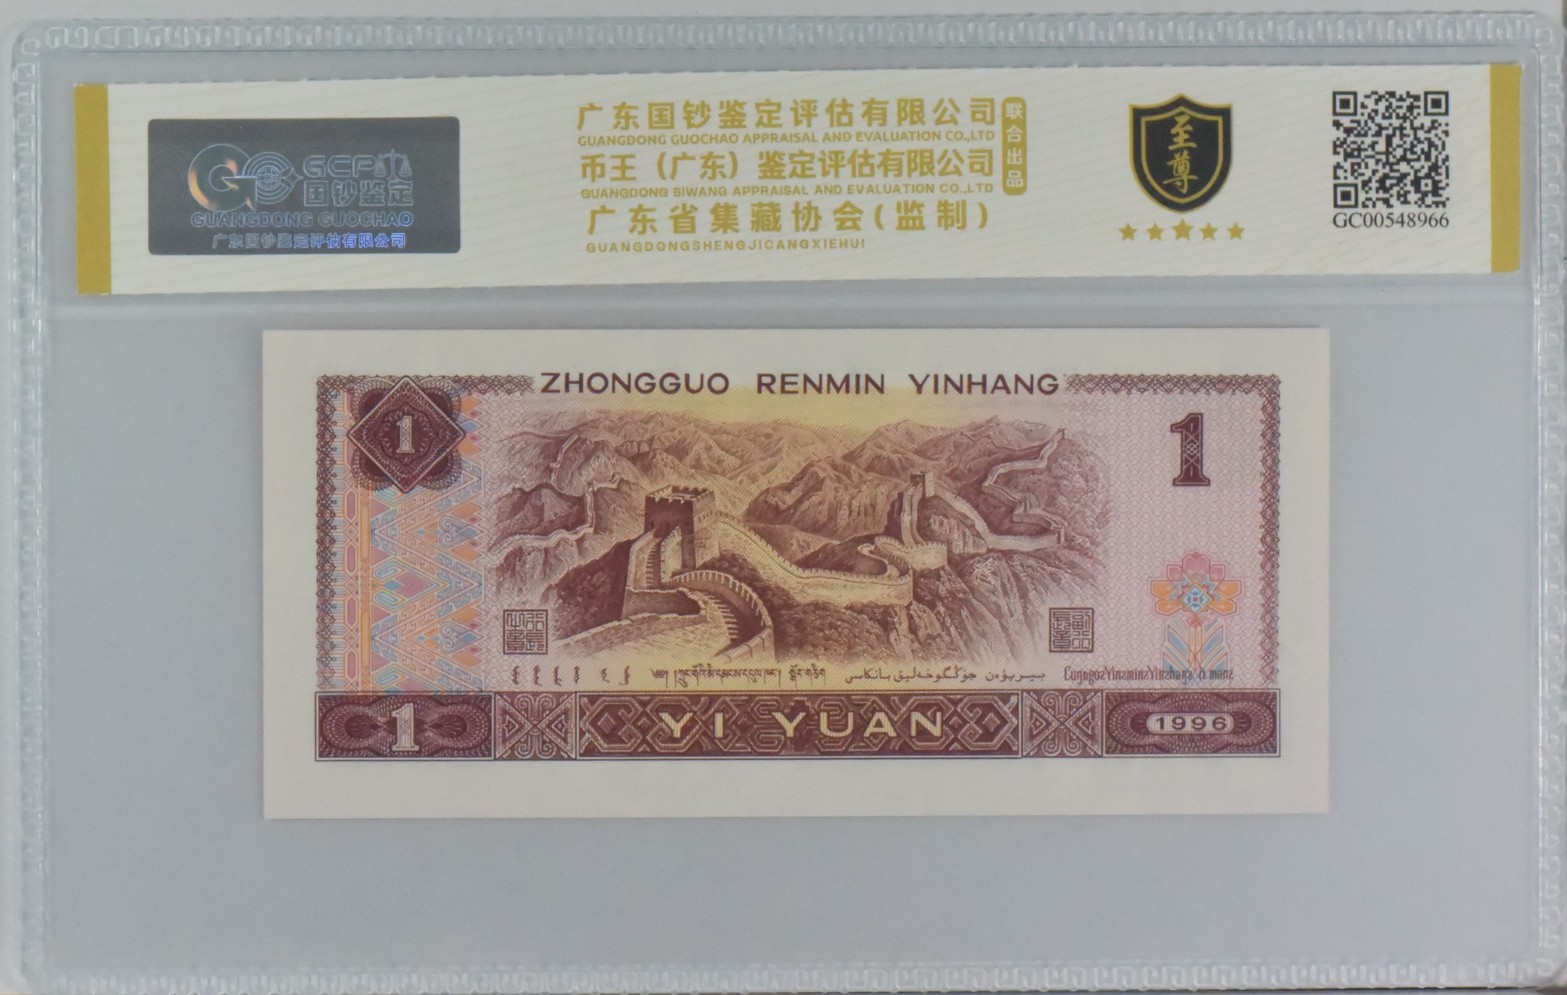 GCP
国钞鉴定
GUANGDONG GUOCHAO
广东国钞鉴定评估有限公司
广东国钞鉴定评估有限公司
GUANGDONG GUOCHAO APPRAISAL AND EVALUATION CO.,LTD
币王（广东）鉴定评估有限公司
GUANGDONG BIWANG APPRAISAL AND EVALUATION CO.,LTD
联合出品
广东省集藏协会(监制)
GUANGDONGSHENGJICANGXIEHUI
至尊
GC00548966
ZHONGGUO RENMIN YINHANG
1
1
1
YI YUAN
1996